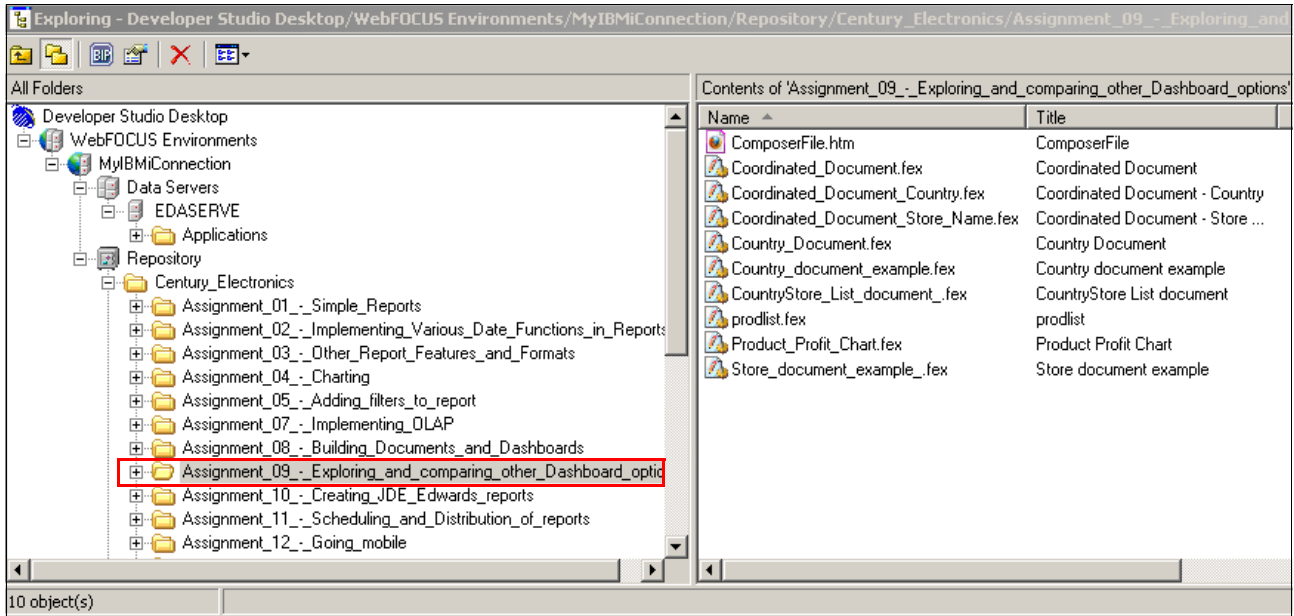 Exploring - Developer Studio Desktop/WebFOCUS Environments/MyIBMiConnection/Repository/Century_Electronics/Assignment_09_-_Exploring_and
BIP
All Folders
Contents of 'Assignment_09_-_Exploring_and_comparing_other_Dashboard_options'
Developer Studio Desktop
WebFOCUS Environments
MyIBMiConnection
Data Servers
EDASERVE
Applications
Repository
Century_Electronics
Assignment_01_-_Simple_Reports
Assignment_02_-_Implementing_Various_Date_Functions_in_Reports
Assignment_03_-_Other_Report_Features_and_Formats
Assignment_04_-_Charting
Assignment_05_-_Adding_filters_to_report
Assignment_07_-_Implementing_OLAP
Assignment_08_-_Building_Documents_and_Dashboards
Assignment_09_-_Exploring_and_comparing_other_Dashboard_optio
Assignment_10_-_Creating_JDE_Edwards_reports
Assignment_11_-_Scheduling_and_Distribution_of_reports
Assignment_12_-_Going_mobile
Name Title
ComposerFile.htm ComposerFile
Coordinated_Document.fex Coordinated Document
Coordinated_Document_Country.fex Coordinated Document - Country
Coordinated_Document_Store_Name.fex Coordinated Document - Store ...
Country_Document.fex Country Document
Country_document_example.fex Country document example
CountryStore_List_document_.fex CountryStore List document
prodlist.fex prodlist
Product_Profit_Chart.fex Product Profit Chart
Store_document_example_.fex Store document example
10 object(s)